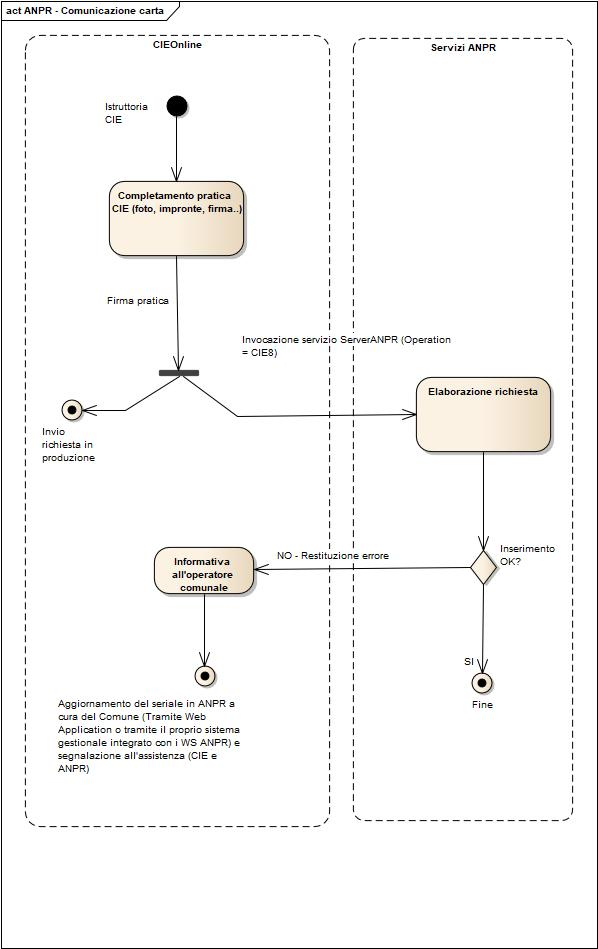 act ANPR - Comunicazione carta
CIEOnline
Servizi ANPR
Istruttoria
CIE
Completamento pratica
CIE (foto, impronte, firma..)
Firma pratica
Invocazione servizio ServerANPR (Operation
= CIE8)
Elaborazione richiesta
Invio
richiesta in
produzione
Inserimento
OK?
NO - Restituzione errore
Informativa
all'operatore
comunale
SI
Fine
Aggiornamento del seriale in ANPR a
cura del Comune (Tramite Web
Application o tramite il proprio sistema
gestionale integrato con i WS ANPR) e
segnalazione all'assistenza (CIE e
ANPR)